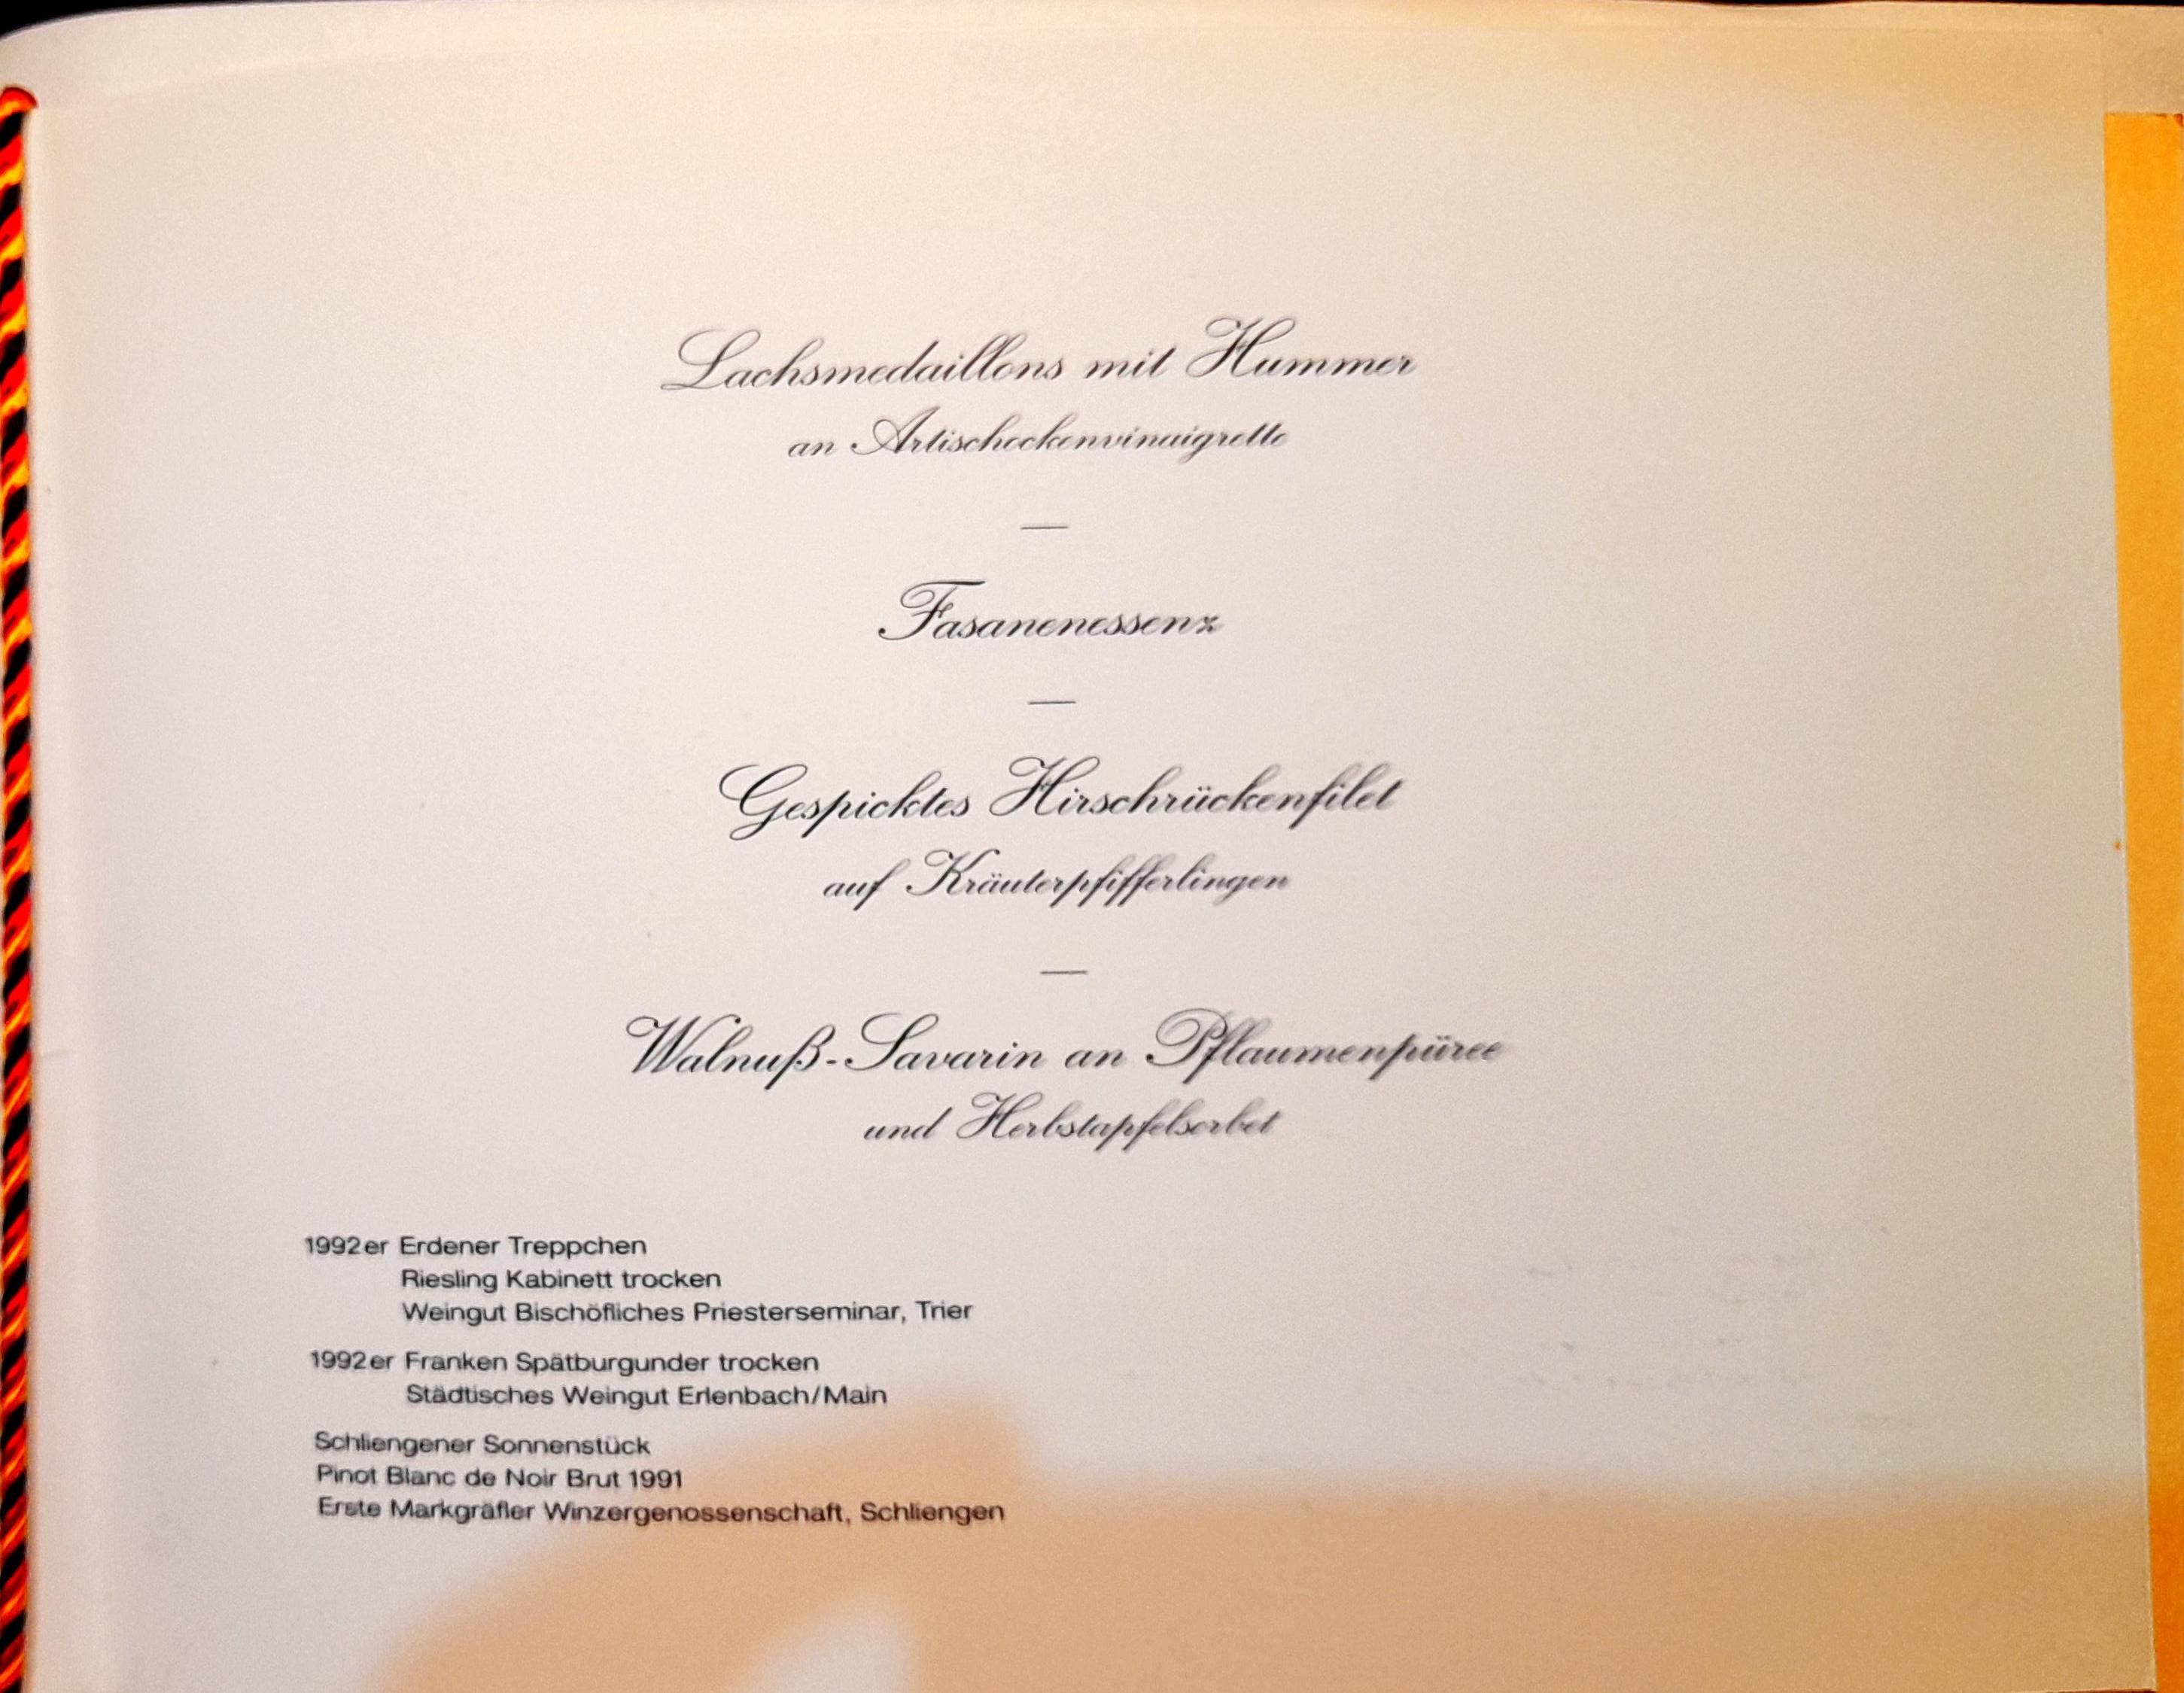 Lachsmedaillons mit Hummer
an Artischockenvinaigrette
—
Fasanenessenz
—
Gespicktes Hirschrückenfilet
auf Kräuterpfifferlingen
—
Walnuß-Savarin an Pflaumenpüree
und Herbstapfelsorbet
1992er Erdener Treppchen
Riesling Kabinett trocken
Weingut Bischöfliches Priesterseminar, Trier
1992er Franken Spätburgunder trocken
Städtisches Weingut Erlenbach/Main
Schliengener Sonnenstück
Pinot Blanc de Noir Brut 1991
Erste Markgräfler Winzergenossenschaft, Schliengen